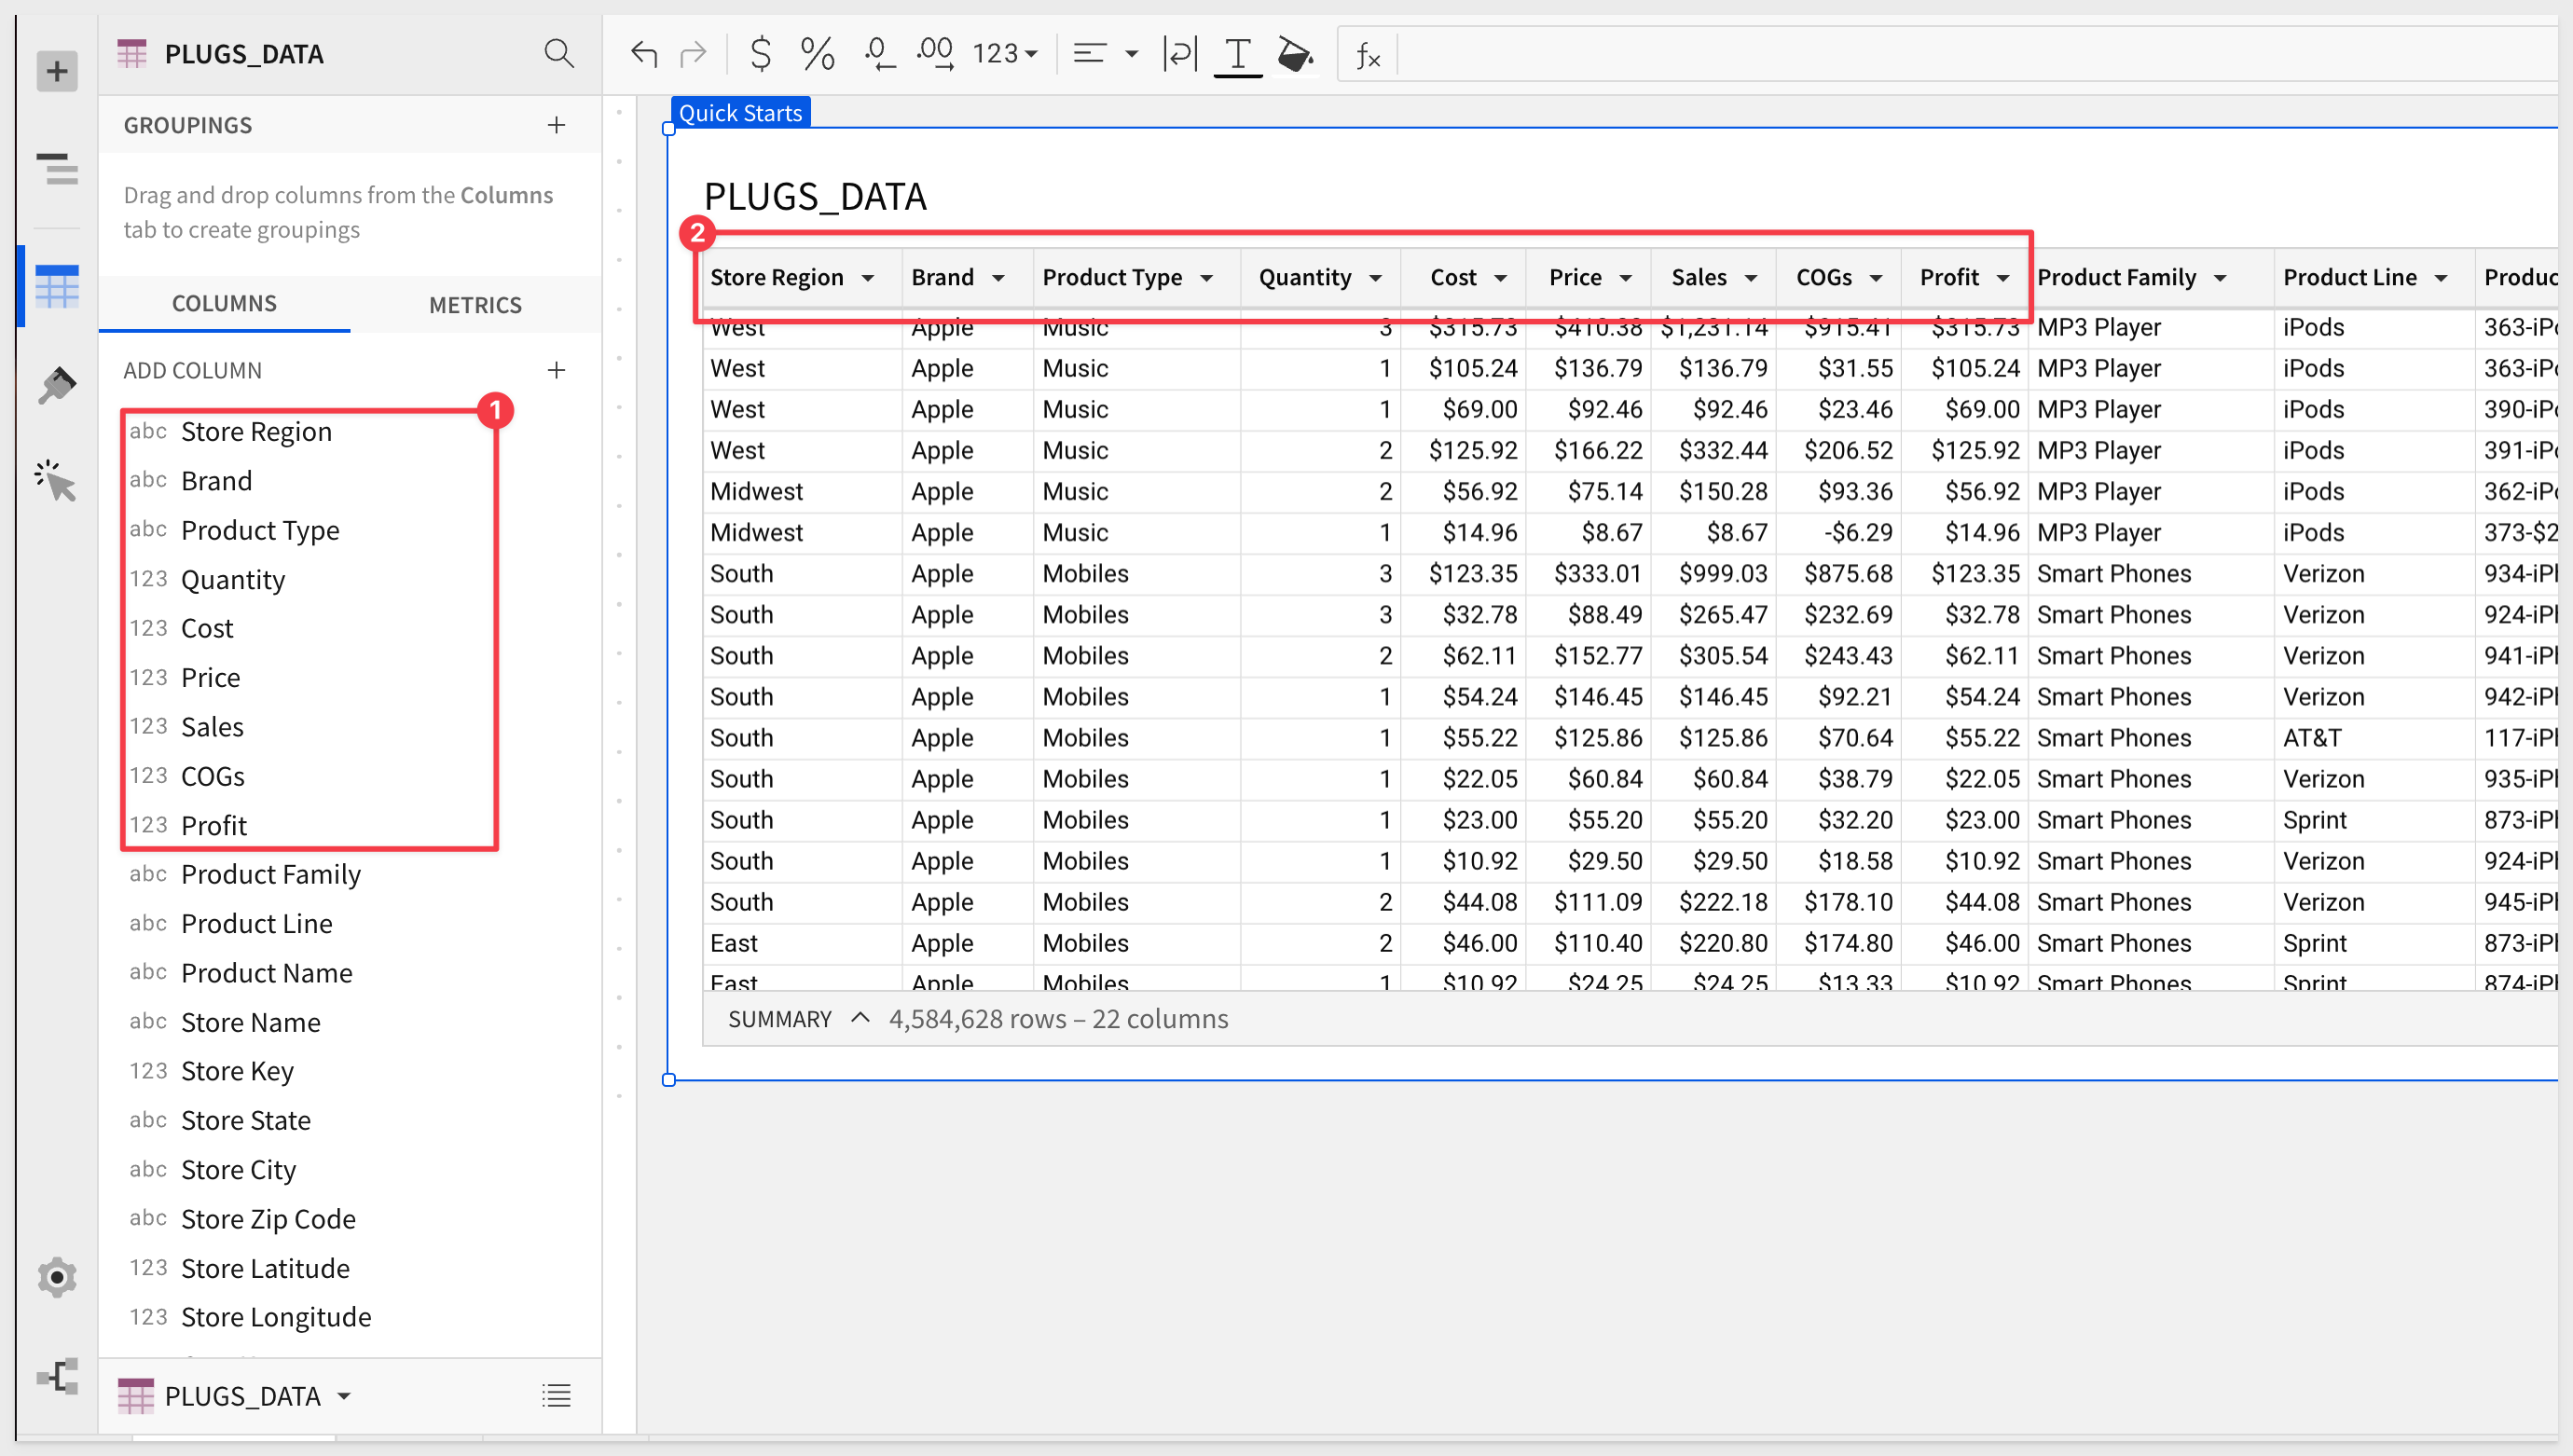 PLUGS_DATA
$ % .0 .00 123
fx
GROUPINGS
Drag and drop columns from the Columns
tab to create groupings
COLUMNS METRICS
ADD COLUMN
1
abc Store Region
abc Brand
abc Product Type
123 Quantity
123 Cost
123 Price
123 Sales
123 COGs
123 Profit
abc Product Family
abc Product Line
abc Product Name
abc Store Name
123 Store Key
abc Store State
abc Store City
abc Store Zip Code
123 Store Latitude
123 Store Longitude
PLUGS_DATA
Quick Starts
PLUGS_DATA
2
Store Region Brand Product Type Quantity Cost Price Sales COGs Profit Product Family Product Line Produc
West Apple Music 3 $315.73 $410.38 $1,231.14 $915.41 $315.73 MP3 Player iPods 363-iPo
West Apple Music 1 $105.24 $136.79 $136.79 $31.55 $105.24 MP3 Player iPods 363-iPo
West Apple Music 1 $69.00 $92.46 $92.46 $23.46 $69.00 MP3 Player iPods 390-iPo
West Apple Music 2 $125.92 $166.22 $332.44 $206.52 $125.92 MP3 Player iPods 391-iPo
Midwest Apple Music 2 $56.92 $75.14 $150.28 $93.36 $56.92 MP3 Player iPods 362-iPo
Midwest Apple Music 1 $14.96 $8.67 $8.67 -$6.29 $14.96 MP3 Player iPods 373-$2
South Apple Mobiles 3 $123.35 $333.01 $999.03 $875.68 $123.35 Smart Phones Verizon 934-iPh
South Apple Mobiles 3 $32.78 $88.49 $265.47 $232.69 $32.78 Smart Phones Verizon 924-iPh
South Apple Mobiles 2 $62.11 $152.77 $305.54 $243.43 $62.11 Smart Phones Verizon 941-iPh
South Apple Mobiles 1 $54.24 $146.45 $146.45 $92.21 $54.24 Smart Phones Verizon 942-iPh
South Apple Mobiles 1 $55.22 $125.86 $125.86 $70.64 $55.22 Smart Phones AT&T 117-iPh
South Apple Mobiles 1 $22.05 $60.84 $60.84 $38.79 $22.05 Smart Phones Verizon 935-iPh
South Apple Mobiles 1 $23.00 $55.20 $55.20 $32.20 $23.00 Smart Phones Sprint 873-iPh
South Apple Mobiles 1 $10.92 $29.50 $29.50 $18.58 $10.92 Smart Phones Verizon 924-iPh
South Apple Mobiles 2 $44.08 $111.09 $222.18 $178.10 $44.08 Smart Phones Verizon 945-iPh
East Apple Mobiles 2 $46.00 $110.40 $220.80 $174.80 $46.00 Smart Phones Sprint 873-iPh
East Apple Mobiles 1 $10.92 $24.25 $24.25 $13.33 $10.92 Smart Phones Sprint 874-iPh
SUMMARY 4,584,628 rows – 22 columns